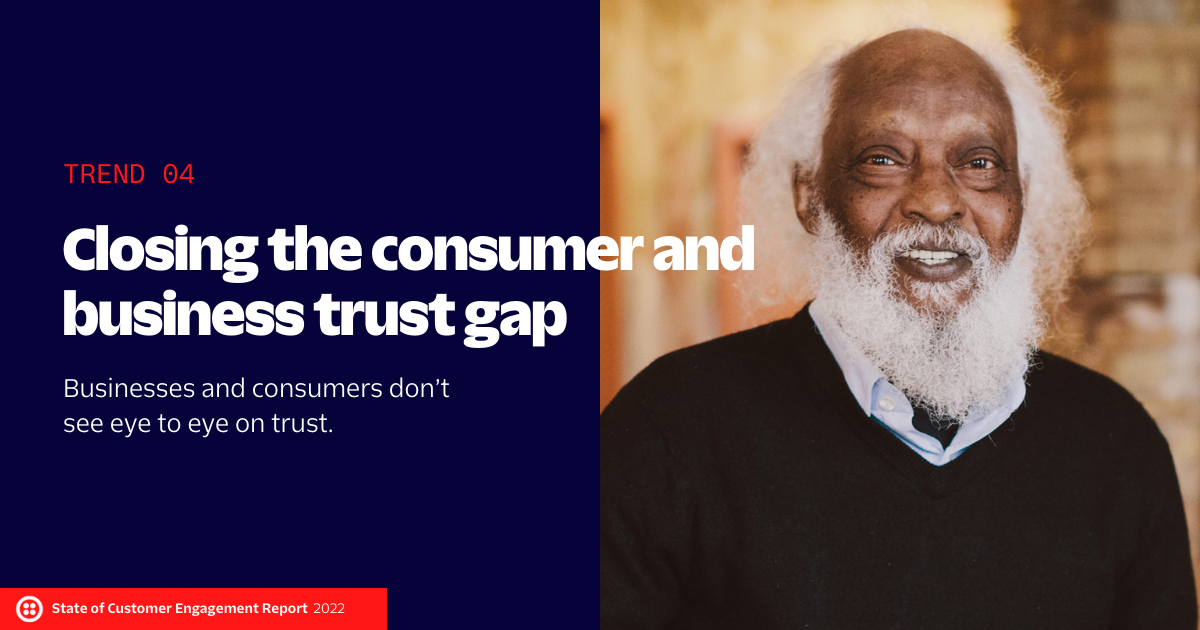 TREND 04
Closing the consumer and
business trust gap
Businesses and consumers don’t
see eye to eye on trust.
State of Customer Engagement Report 2022